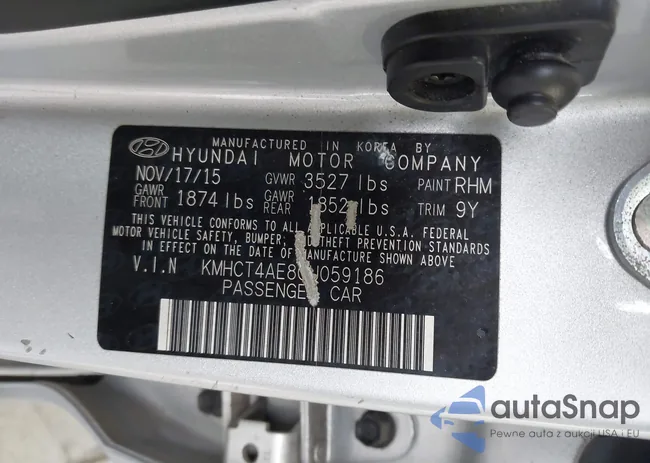 MANUFACTURED IN KOREA BY
HYUNDAI MOTOR COMPANY
NOV/17/15 GVWR 3527 lbs PAINT RHM
GAWR FRONT 1874 lbs GAWR REAR lbs TRIM 9Y
THIS VEHICLE CONFORMS TO ALL APPLICABLE U.S.A. FEDERAL
MOTOR VEHICLE SAFETY, BUMPER, THEFT PREVENTION STANDARDS
IN EFFECT ON THE DATE OF MANUFACTURE SHOWN ABOVE.
V.I.N
PASSENGER CAR
autaSnap
Pewne auta z aukcji USA i EU